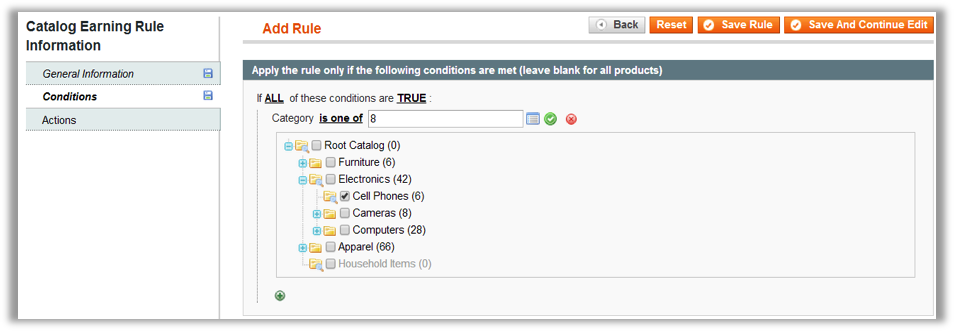 Catalog Earning Rule
Information
General Information
Conditions
Actions
Add Rule
Back
Reset
Save Rule
Save And Continue Edit
Apply the rule only if the following conditions are met (leave blank for all products)
If ALL of these conditions are TRUE :
Category is one of 8
Root Catalog (0)
Furniture (6)
Electronics (42)
Cell Phones (6)
Cameras (8)
Computers (28)
Apparel (66)
Household Items (0)